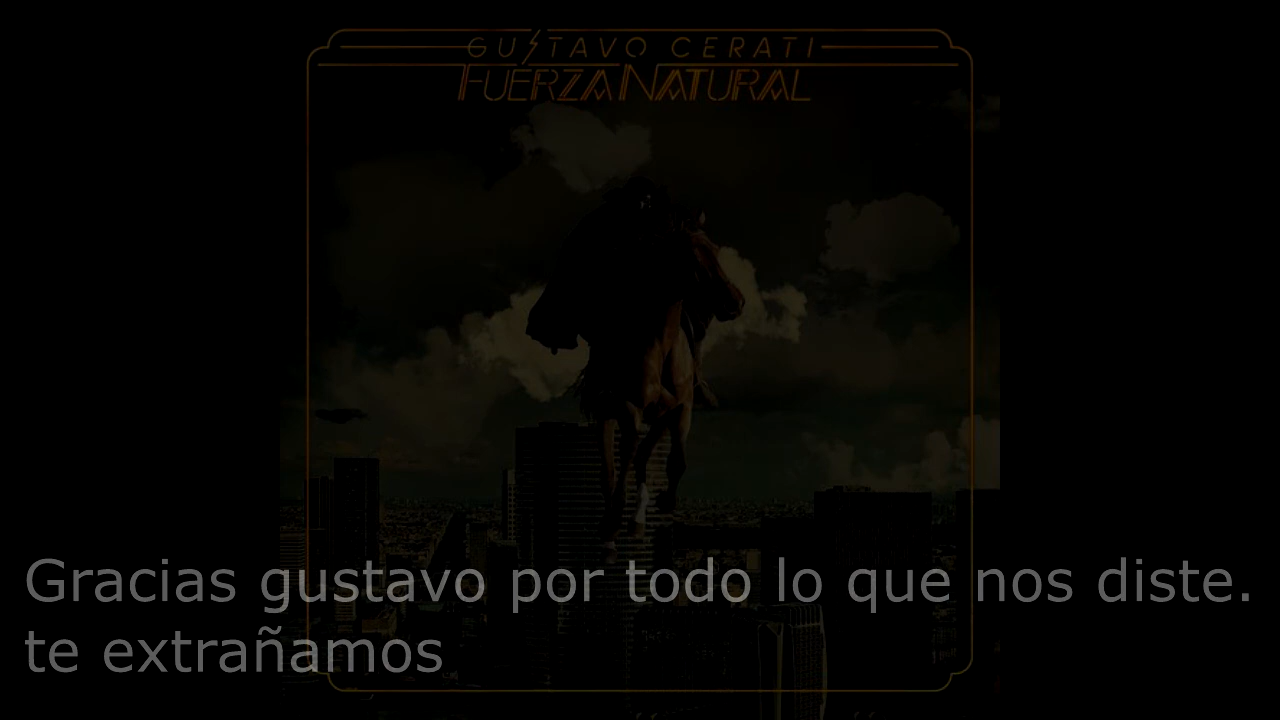 GUSTAVO CERATI
FUERZA NATURAL
Gracias gustavo por todo lo que nos diste.
te extrañamos